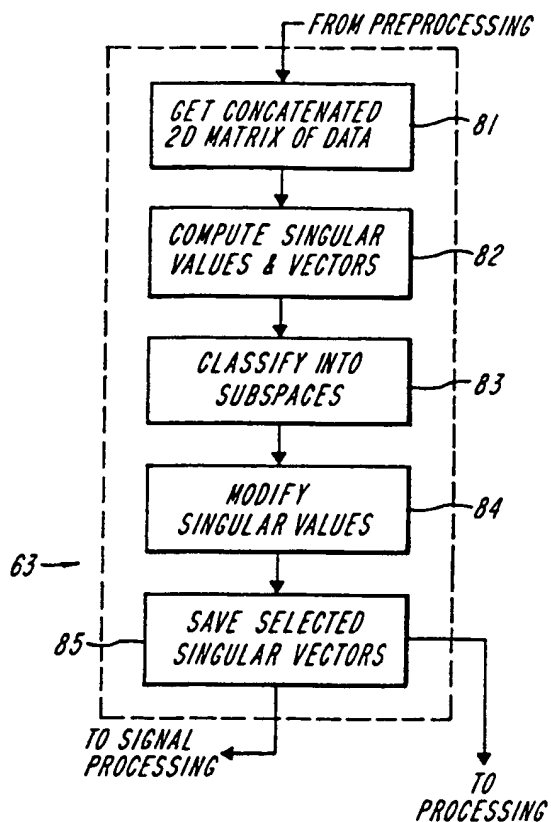 FROM PREPROCESSING
GET CONCATENATED
2D MATRIX OF DATA
81
COMPUTE SINGULAR
VALUES & VECTORS
82
CLASSIFY INTO
SUBSPACES
83
MODIFY
SINGULAR VALUES
84
63
SAVE SELECTED
SINGULAR VECTORS
85
TO SIGNAL
PROCESSING
TO
PROCESSING